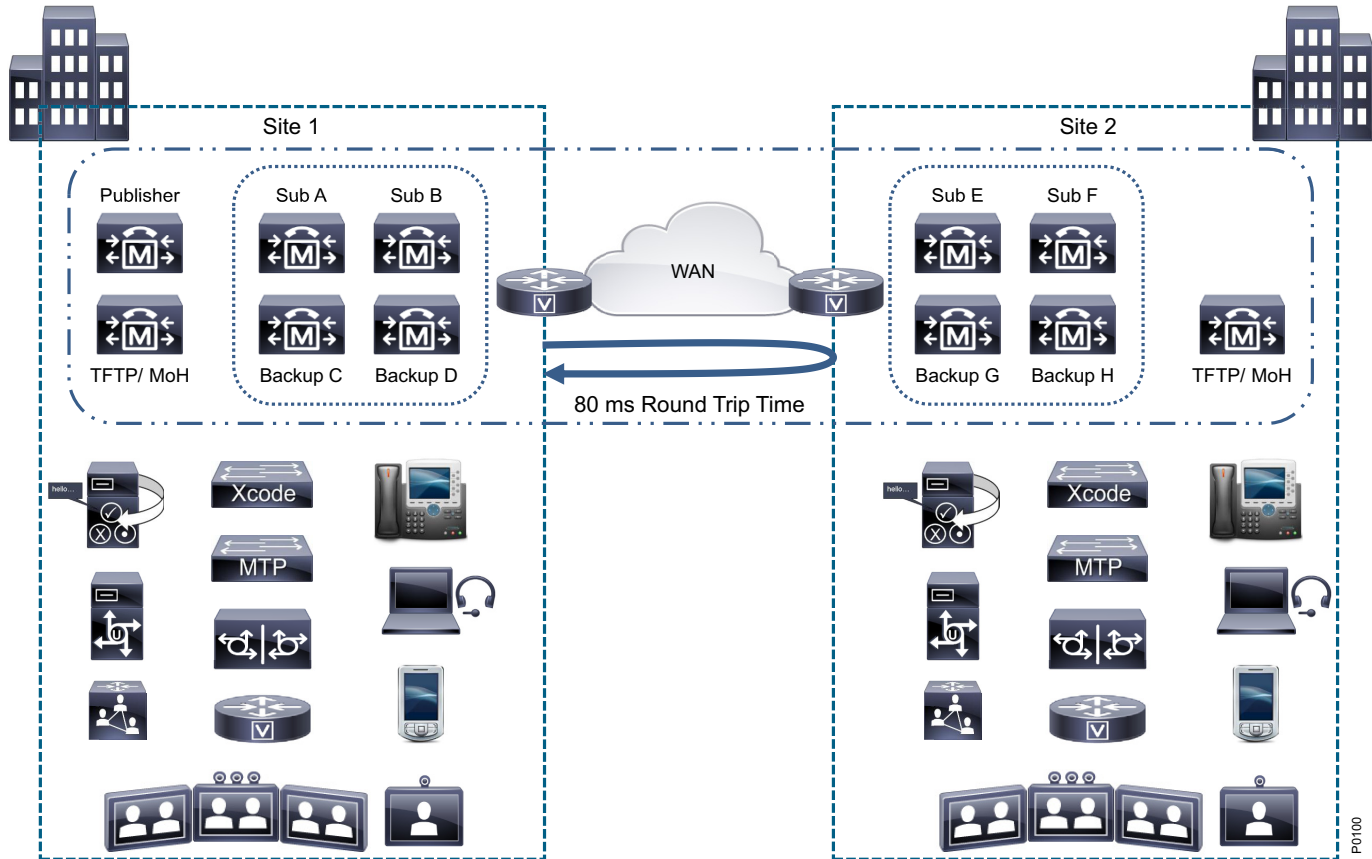 Site 1
Site 2
Publisher
Sub A
Sub B
Sub E
Sub F
M
M
M
M
M
M
WAN
V
V
M
M
M
M
M
TFTP/ MoH
Backup C
Backup D
Backup G
Backup H
TFTP/ MoH
80 ms Round Trip Time
hello...
Xcode
hello...
Xcode
MTP
MTP
U
U
V
V
P0100